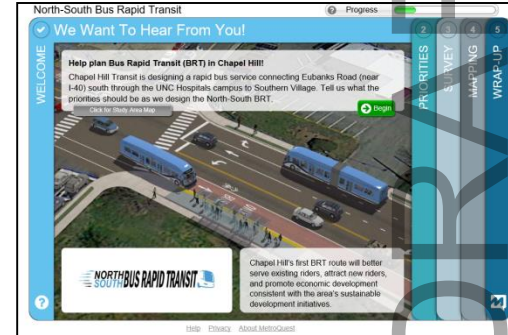 North-South Bus Rapid Transit
Progress
We Want To Hear From You!
WELCOME
Help plan Bus Rapid Transit (BRT) in Chapel Hill!
Chapel Hill Transit is designing a rapid bus service connecting Eubanks Road (near
I-40) south through the UNC Hospitals campus to Southern Village. Tell us what the
priorities should be as we design the North-South BRT.
Click for Study Area Map
Begin
NORTH BUS RAPID TRANSIT
SOUTH
Chapel Hill's first BRT route will better
serve existing riders, attract new riders,
and promote economic development
consistent with the area's sustainable
development initiatives.
2
PRIORITIES
3
SURVEY
4
MAPPING
5
WRAP-UP
Help Privacy About MetroQuest